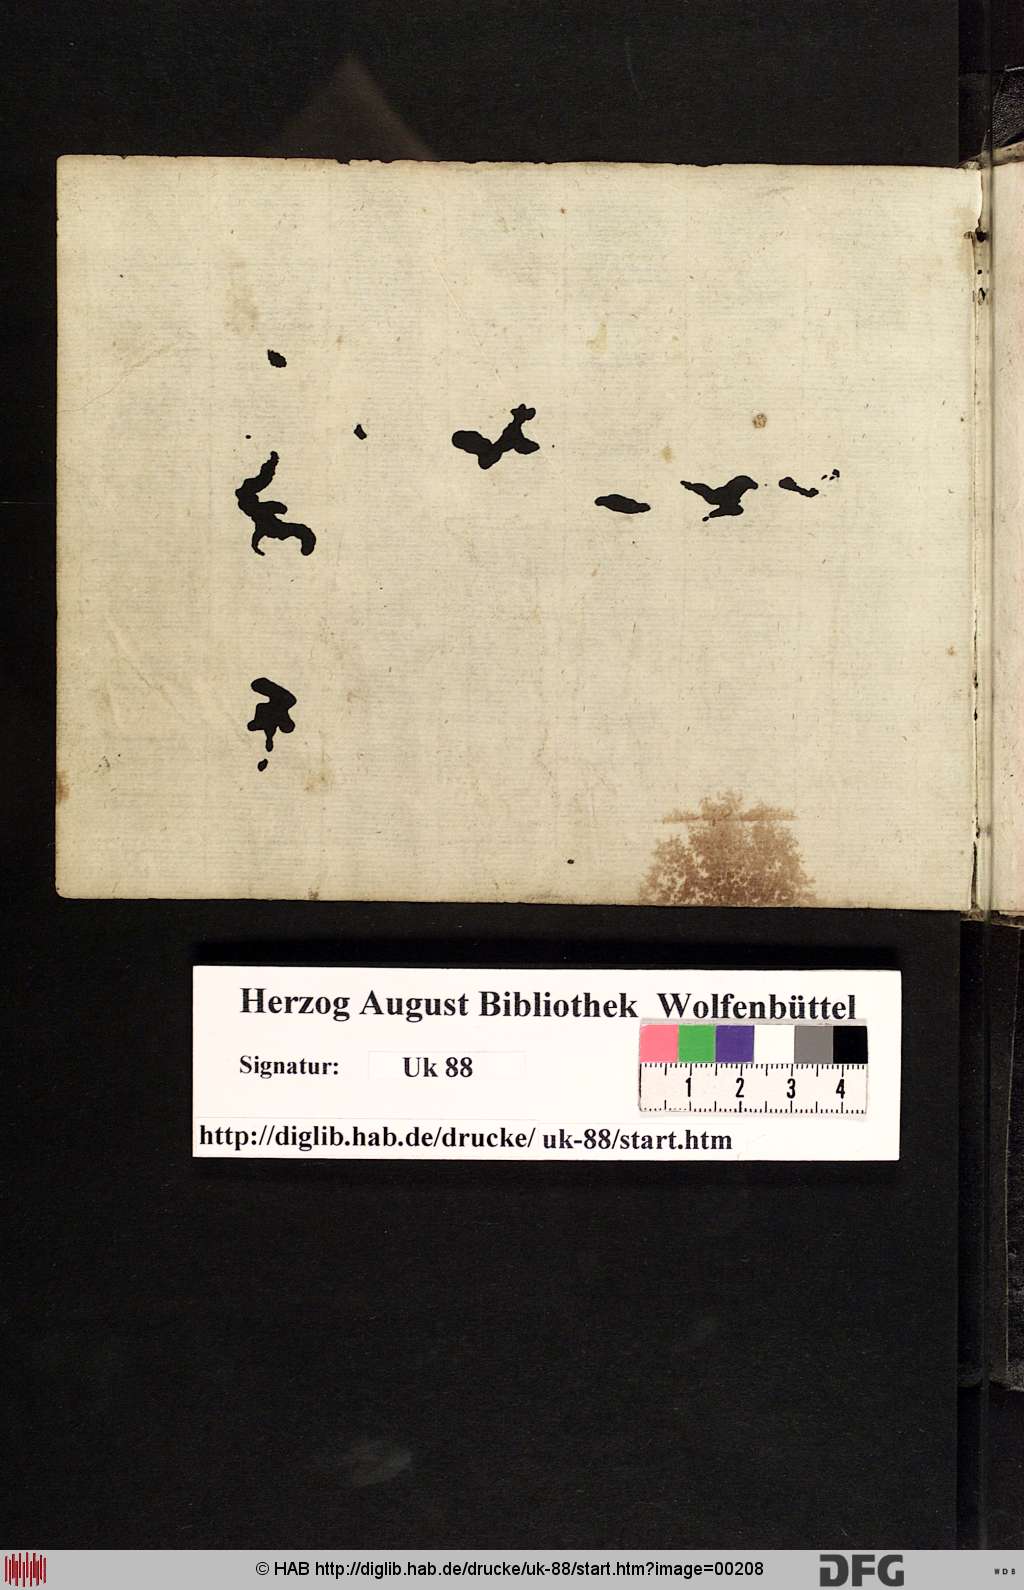 Herzog August Bibliothek Wolfenbüttel
Signatur: Uk 88
1 2 3 4
http://diglib.hab.de/drucke/ uk-88/start.htm
© HAB http://diglib.hab.de/drucke/uk-88/start.htm?image=00208
DFG
WDB